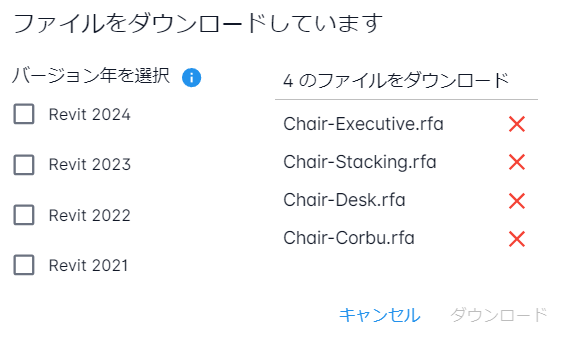 ファイルをダウンロードしています
バージョン年を選択
Revit 2024
Revit 2023
Revit 2022
Revit 2021
4 のファイルをダウンロード
Chair-Executive.rfa
Chair-Stacking.rfa
Chair-Desk.rfa
Chair-Corbu.rfa
キャンセル
ダウンロード